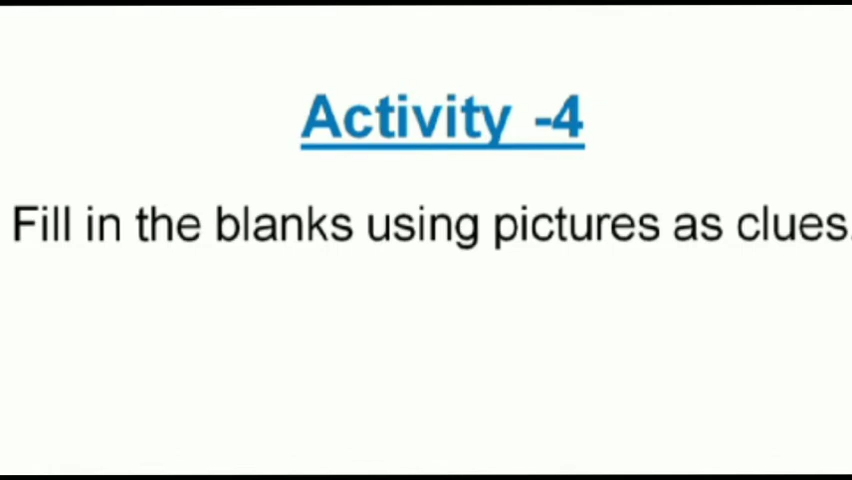 Activity -4
Fill in the blanks using pictures as clues.